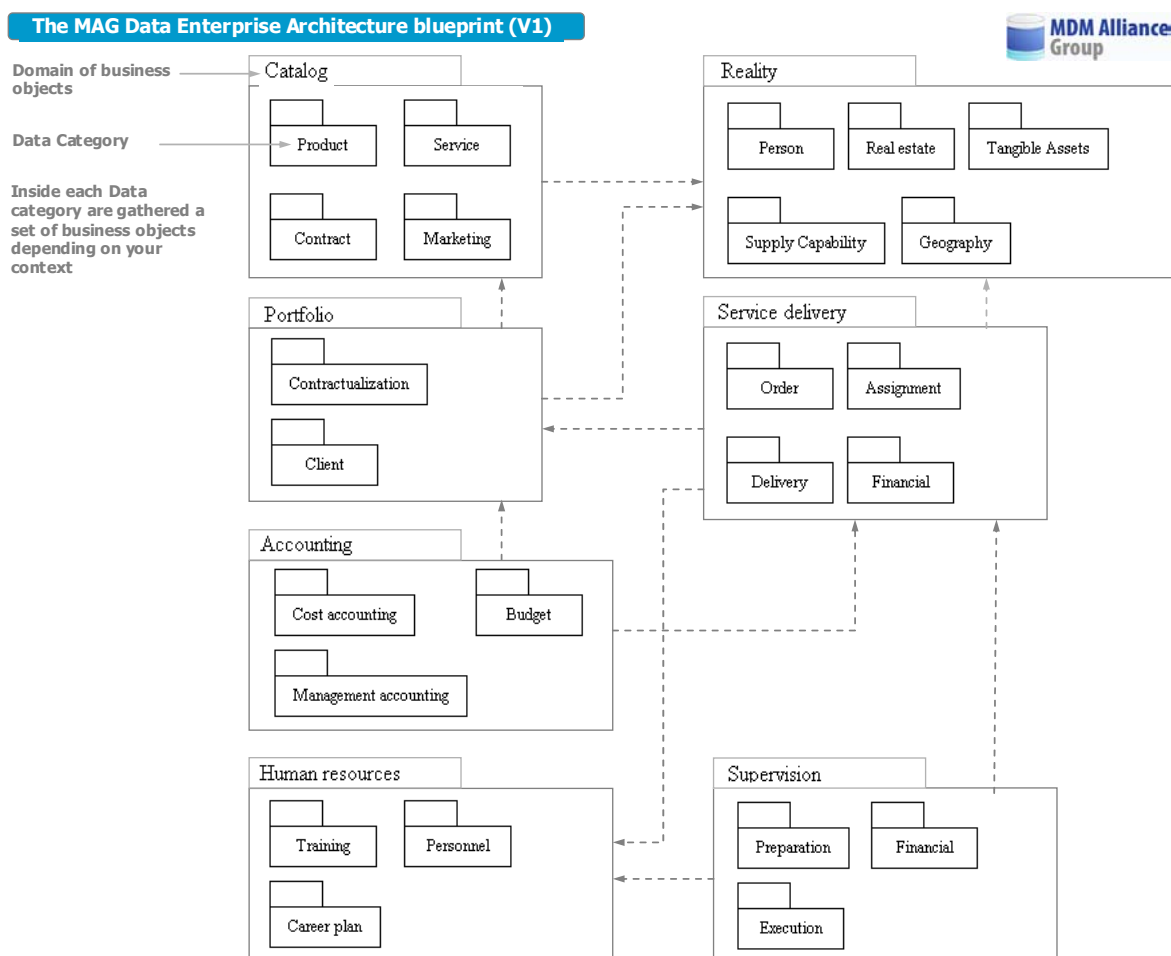 The MAG Data Enterprise Architecture blueprint (V1)
MDM Alliance
Group
Domain of business
objects
Data Category
Inside each Data
category are gathered a
set of business objects
depending on your
context
Catalog
Product
Service
Contract
Marketing
Reality
Person
Real estate
Tangible Assets
Supply Capability
Geography
Portfolio
Contractualization
Client
Service delivery
Order
Assignment
Delivery
Financial
Accounting
Cost accounting
Budget
Management accounting
Human resources
Training
Personnel
Career plan
Supervision
Preparation
Financial
Execution